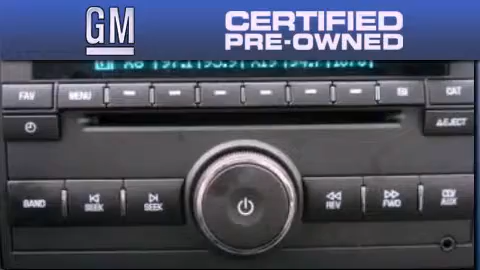 GM CERTIFIED
PRE-OWNED
FAV MENU CAT
EJECT
BAND SEEK SEEK REV FWD CD/AUX